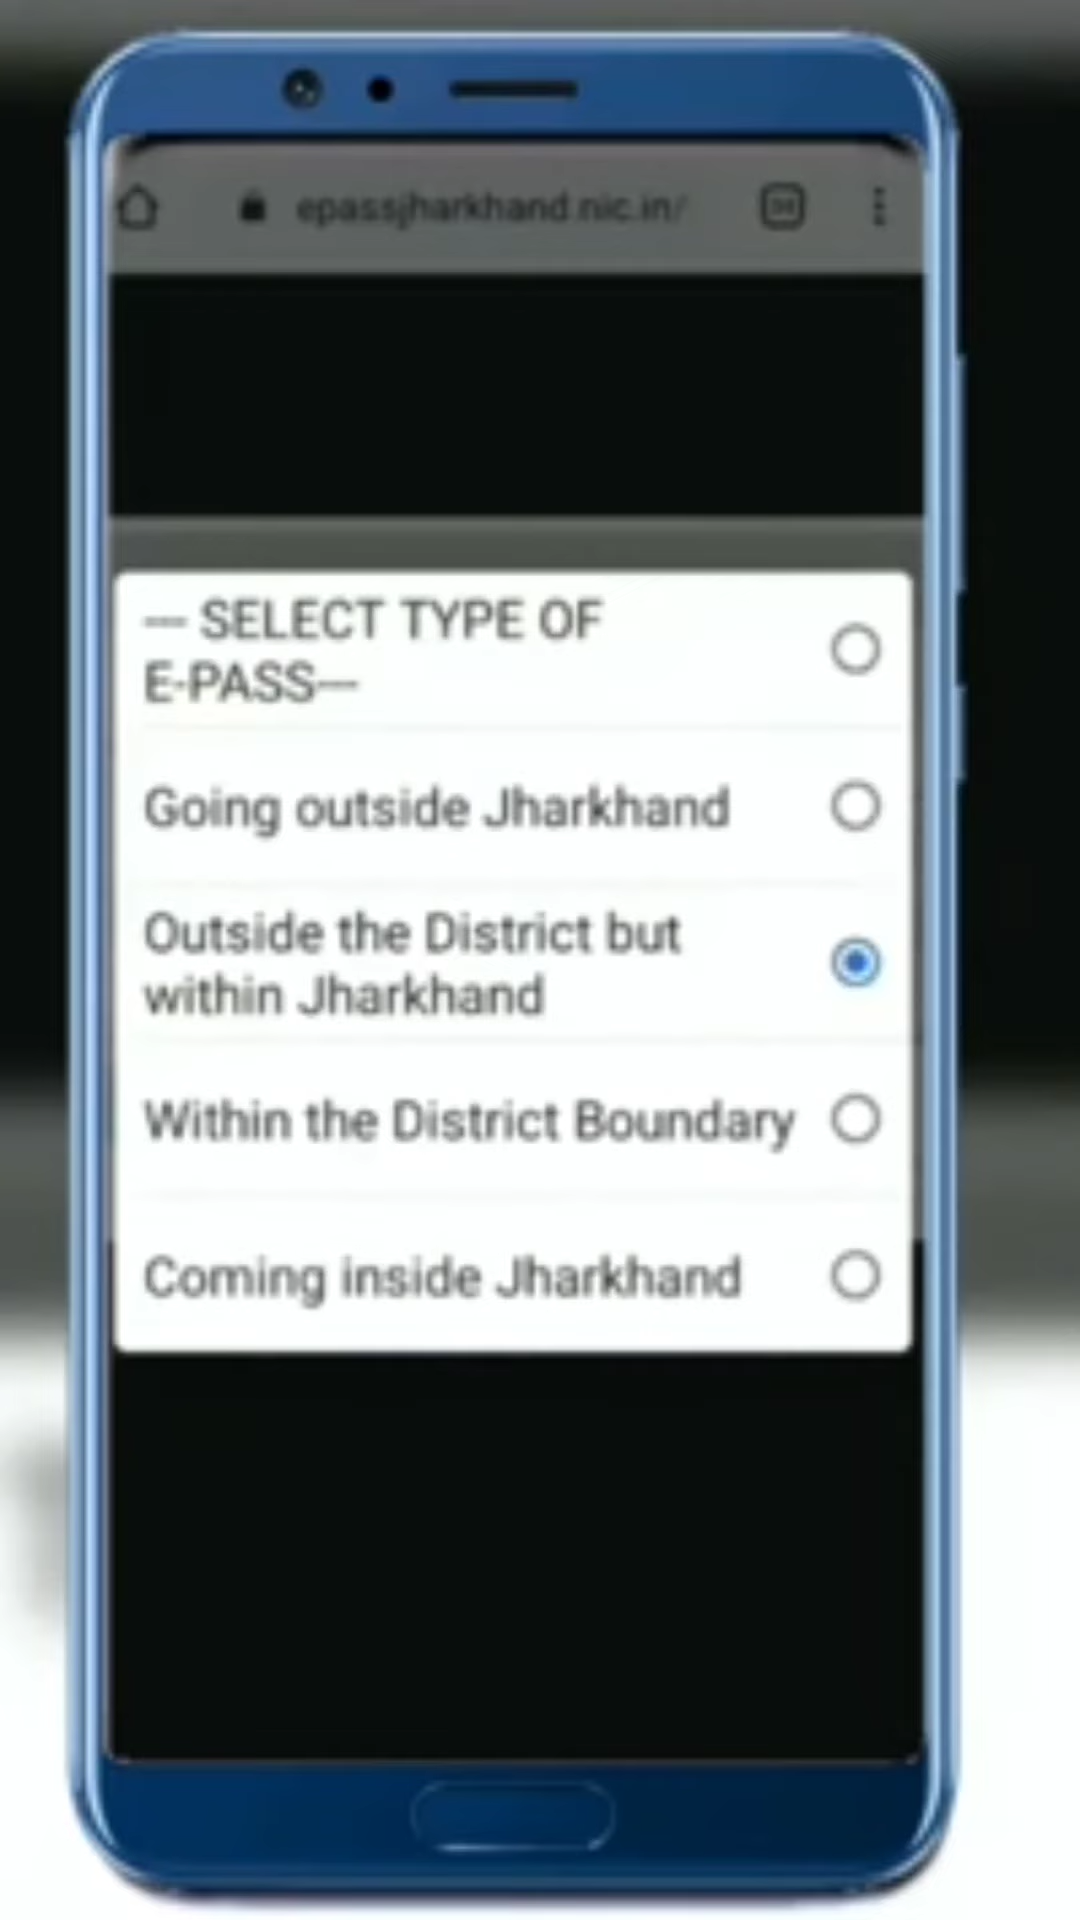 epassjharkhand.nic.in/
--- SELECT TYPE OF
E-PASS---
Going outside Jharkhand
Outside the District but
within Jharkhand
Within the District Boundary
Coming inside Jharkhand